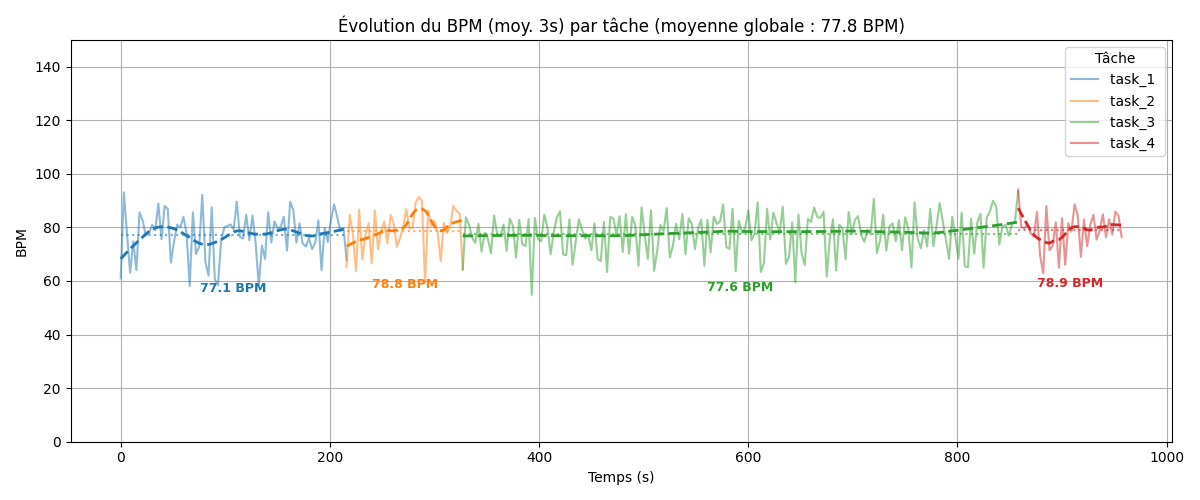 Évolution du BPM (moy. 3s) par tâche (moyenne globale : 77.8 BPM)
Tâche
task_1
task_2
task_3
task_4
BPM
140
120
100
80
60
40
20
0
77.1 BPM
78.8 BPM
77.6 BPM
78.9 BPM
0
200
400
600
800
1000
Temps (s)